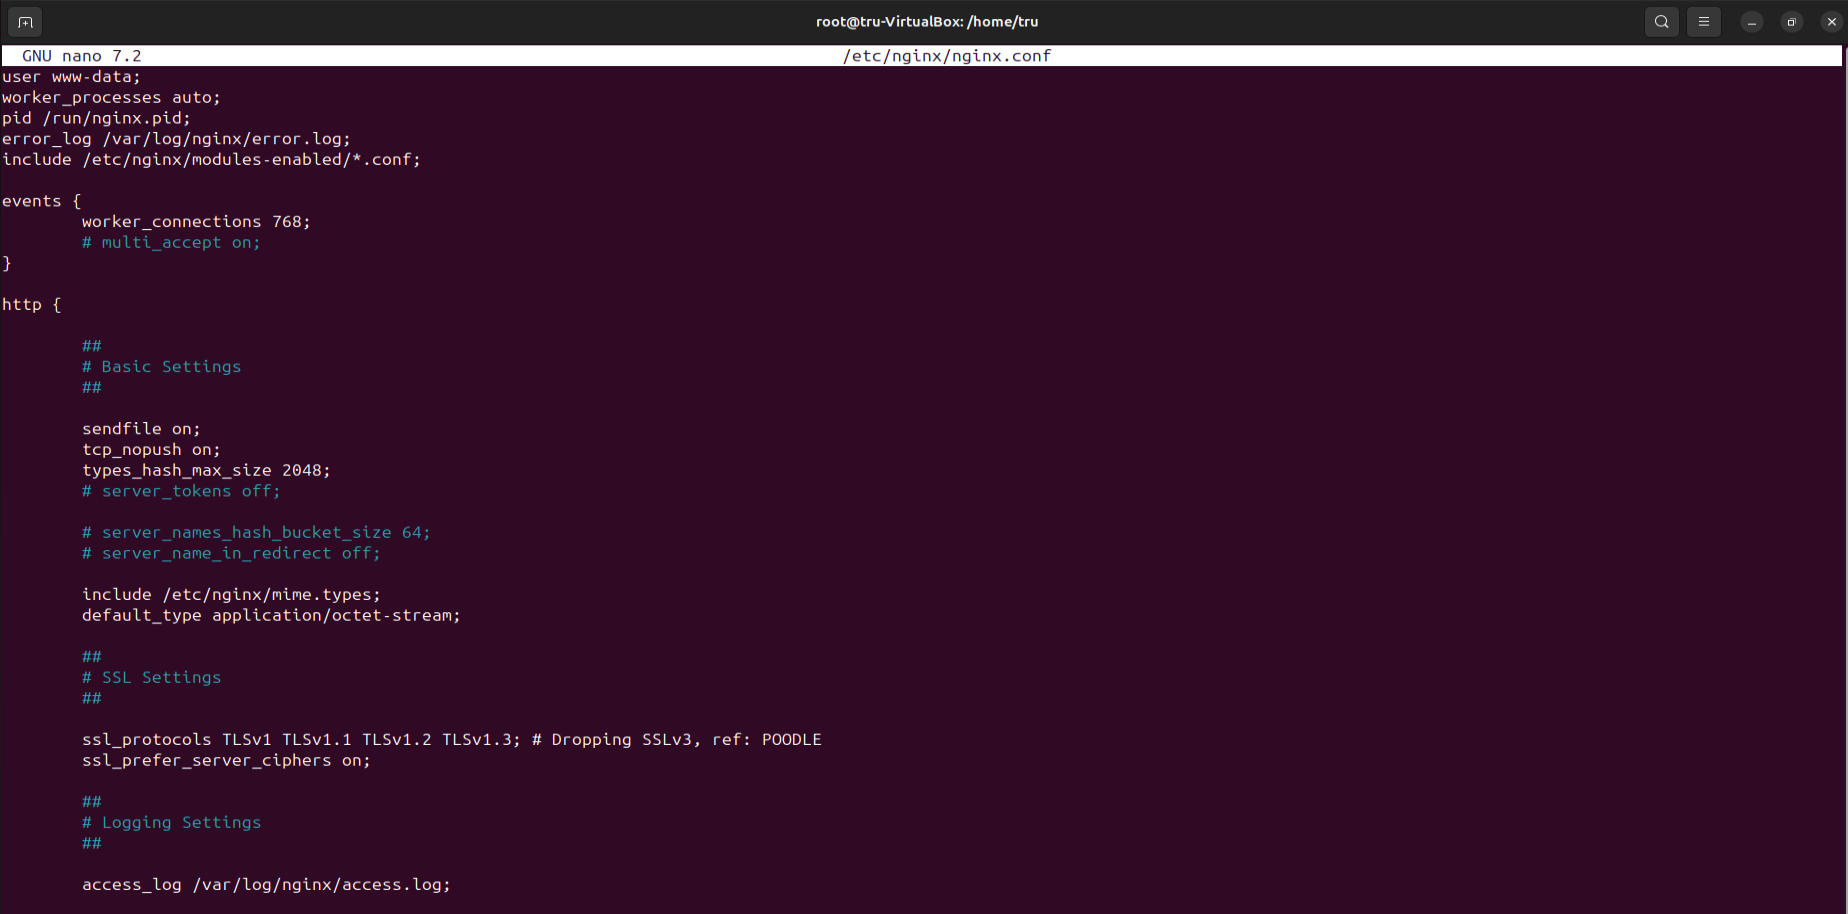 root@tru-VirtualBox: /home/tru
GNU nano 7.2 /etc/nginx/nginx.conf
user www-data;
worker_processes auto;
pid /run/nginx.pid;
error_log /var/log/nginx/error.log;
include /etc/nginx/modules-enabled/*.conf;

events {
        worker_connections 768;
        # multi_accept on;
}

http {

        ##
        # Basic Settings
        ##

        sendfile on;
        tcp_nopush on;
        types_hash_max_size 2048;
        # server_tokens off;

        # server_names_hash_bucket_size 64;
        # server_name_in_redirect off;

        include /etc/nginx/mime.types;
        default_type application/octet-stream;

        ##
        # SSL Settings
        ##

        ssl_protocols TLSv1 TLSv1.1 TLSv1.2 TLSv1.3; # Dropping SSLv3, ref: POODLE
        ssl_prefer_server_ciphers on;

        ##
        # Logging Settings
        ##

        access_log /var/log/nginx/access.log;